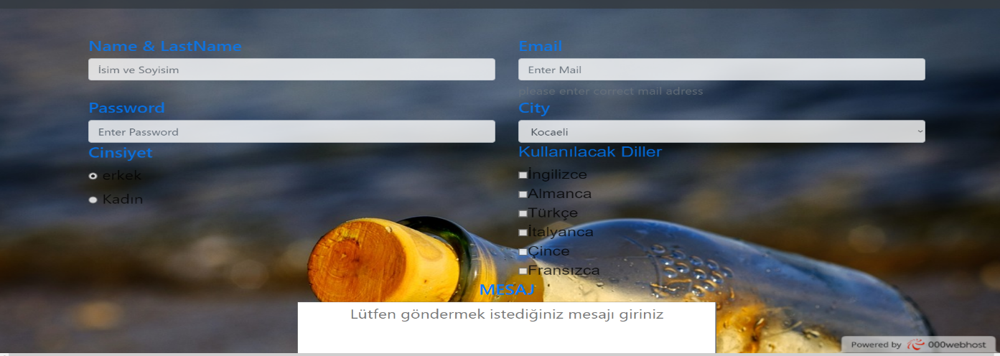 Name & LastName
İsim ve Soyisim
Email
Enter Mail
please enter correct mail adress
Password
Enter Password
City
Kocaeli
Cinsiyet
erkek
Kadın
Kullanılacak Diller
İngilizce
Almanca
Türkçe
İtalyanca
Çince
Fransızca
MESAJ
Lütfen göndermek istediğiniz mesajı giriniz
Powered by 000webhost